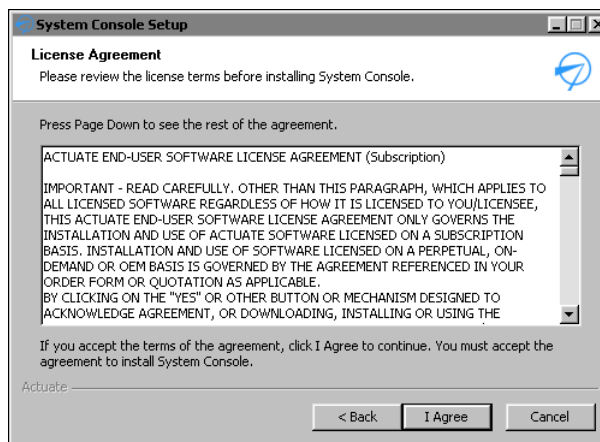 System Console Setup
License Agreement
Please review the license terms before installing System Console.
Press Page Down to see the rest of the agreement.
ACTUATE END-USER SOFTWARE LICENSE AGREEMENT (Subscription)
IMPORTANT - READ CAREFULLY. OTHER THAN THIS PARAGRAPH, WHICH APPLIES TO
ALL LICENSED SOFTWARE REGARDLESS OF HOW IT IS LICENSED TO YOU/LICENSEE,
THIS ACTUATE END-USER SOFTWARE LICENSE AGREEMENT ONLY GOVERNS THE
INSTALLATION AND USE OF ACTUATE SOFTWARE LICENSED ON A SUBSCRIPTION
BASIS. INSTALLATION AND USE OF SOFTWARE LICENSED ON A PERPETUAL, ON-
DEMAND OR OEM BASIS IS GOVERNED BY THE AGREEMENT REFERENCED IN YOUR
ORDER FORM OR QUOTATION AS APPLICABLE.
BY CLICKING ON THE "YES" OR OTHER BUTTON OR MECHANISM DESIGNED TO
ACKNOWLEDGE AGREEMENT, OR DOWNLOADING, INSTALLING OR USING THE
If you accept the terms of the agreement, click I Agree to continue. You must accept the
agreement to install System Console.
Actuate
< Back I Agree Cancel